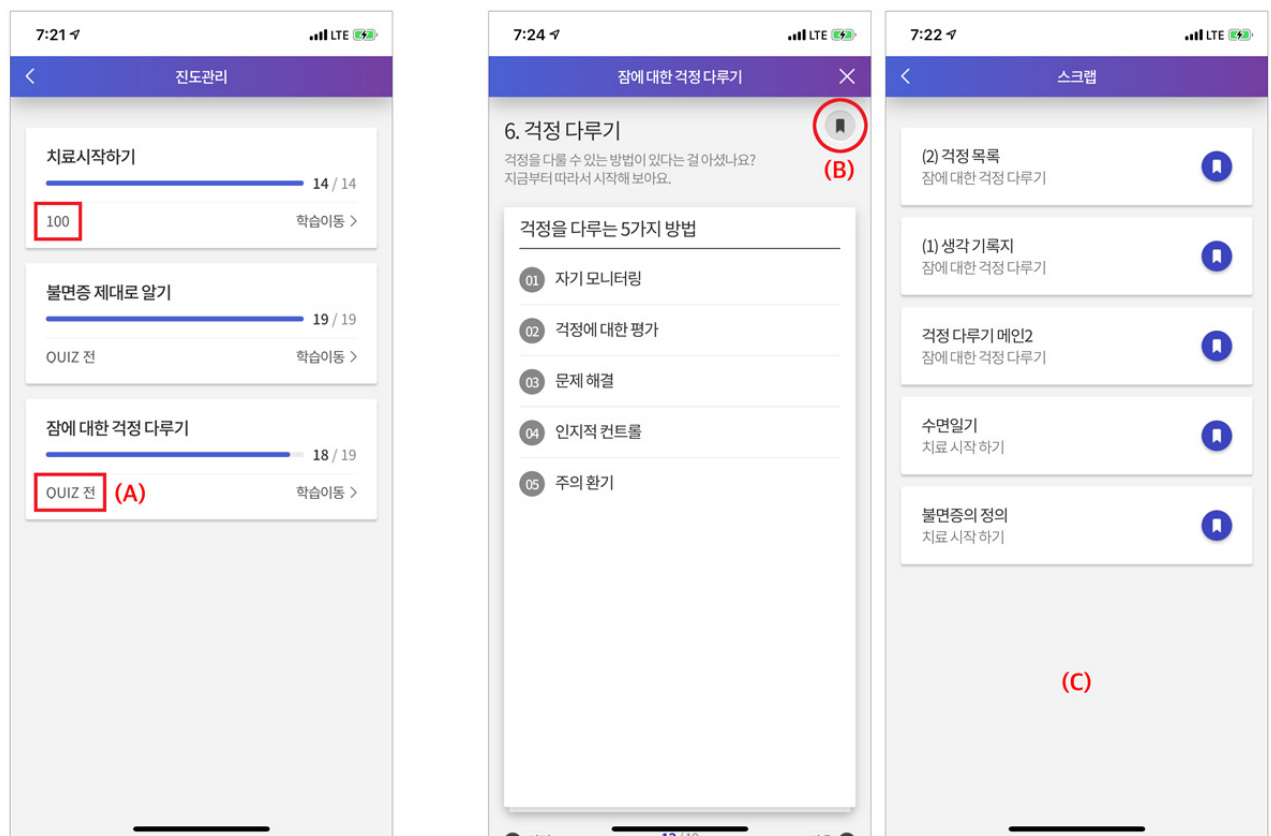 7:21
LTE
진도관리
치료시작하기
14 / 14
100
학습이동 >
불면증 제대로 알기
19 / 19
QUIZ 전
학습이동 >
잠에 대한 걱정 다루기
18 / 19
QUIZ 전
(A)
학습이동 >
7:24
LTE
잠에 대한 걱정 다루기
6. 걱정 다루기
걱정을 다룰 수 있는 방법이 있다는 걸 아셨나요?
지금부터 따라서 시작해 보아요.
(B)
걱정을 다루는 5가지 방법
01 자기 모니터링
02 걱정에 대한 평가
03 문제 해결
04 인지적 컨트롤
05 주의 환기
7:22
LTE
스크랩
(2) 걱정 목록
잠에 대한 걱정 다루기
(1) 생각 기록지
잠에 대한 걱정 다루기
걱정 다루기 메인2
잠에 대한 걱정 다루기
수면일기
치료 시작 하기
불면증의 정의
치료 시작 하기
(C)